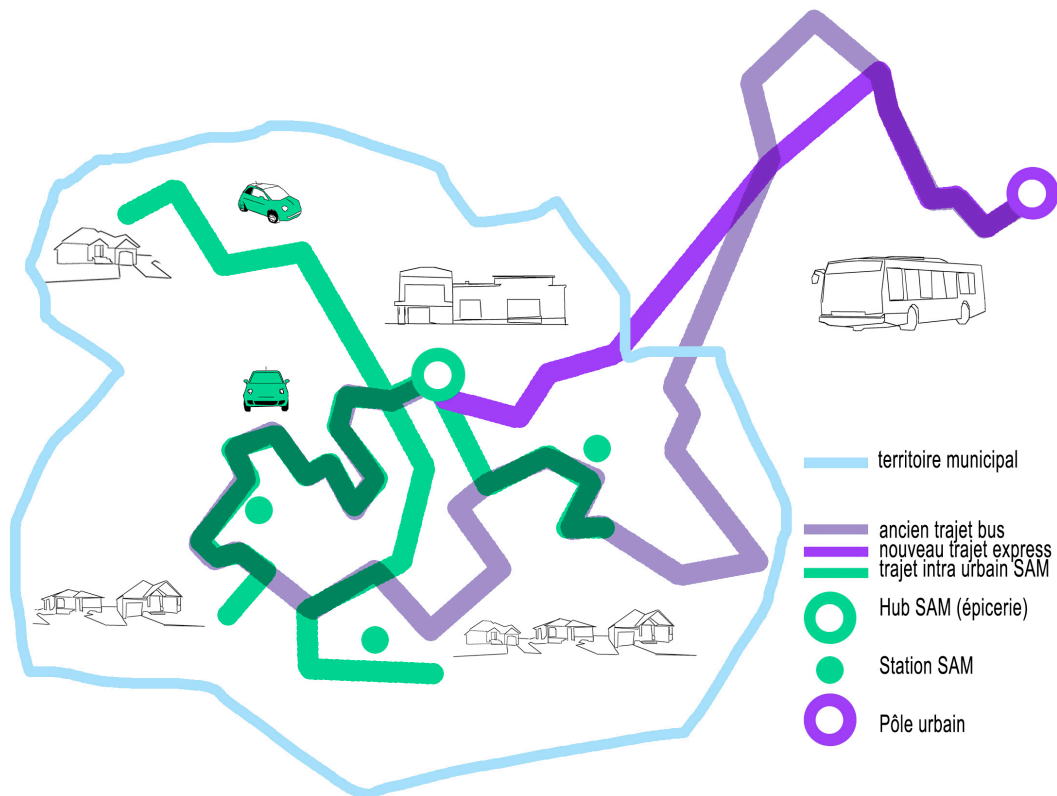 territoire municipal
ancien trajet bus
nouveau trajet express
trajet intra urbain SAM
Hub SAM (épicerie)
Station SAM
Pôle urbain